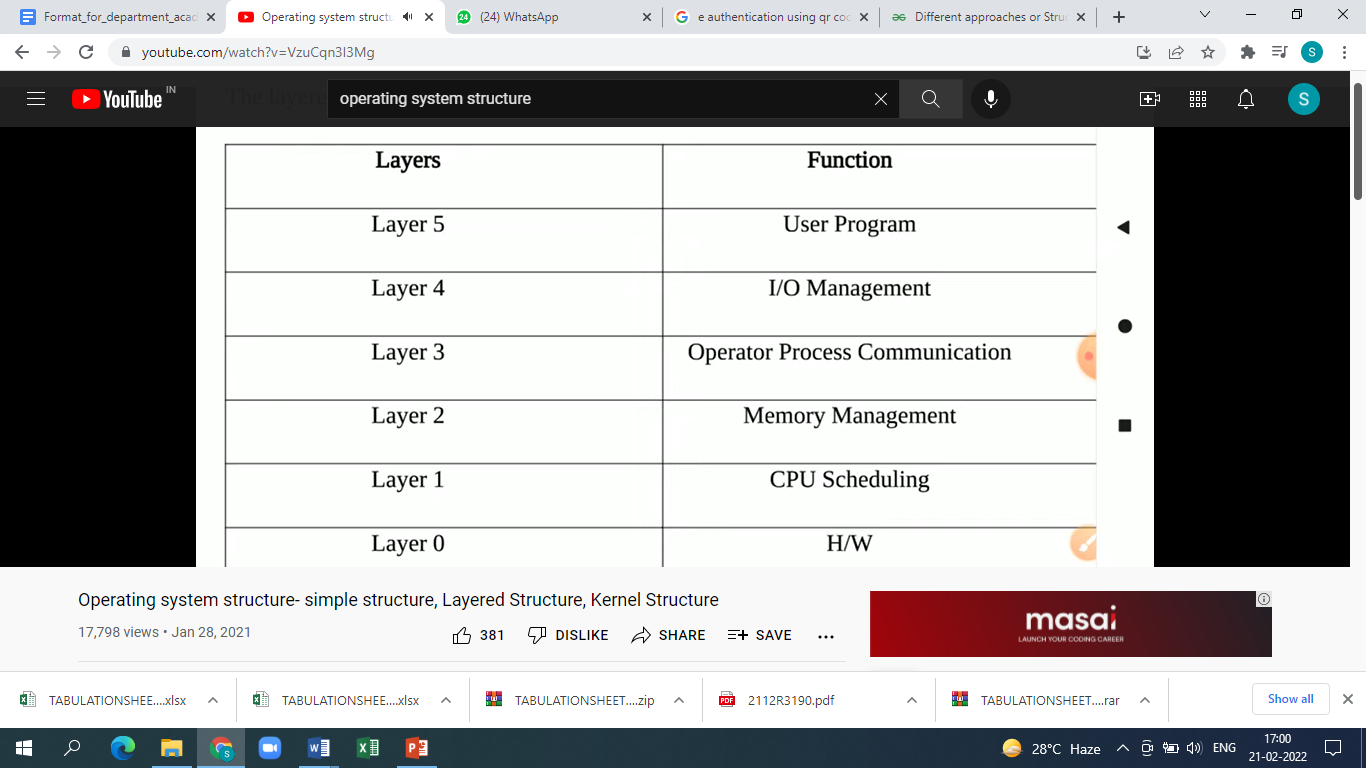 Format_for_department_acad
Operating system structu
(24) WhatsApp
e authentication using qr coc
Different approaches or Struc
youtube.com/watch?v=VzuCqn3I3Mg
YouTube IN
operating system structure
S
Layers Function
Layer 5 User Program
Layer 4 I/O Management
Layer 3 Operator Process Communication
Layer 2 Memory Management
Layer 1 CPU Scheduling
Layer 0 H/W
Operating system structure- simple structure, Layered Structure, Kernel Structure
17,798 views • Jan 28, 2021
381 DISLIKE SHARE SAVE
masai
LAUNCH YOUR CODING CAREER
TABULATIONSHEE....xlsx
TABULATIONSHEE....xlsx
TABULATIONSHEET....zip
2112R3190.pdf
TABULATIONSHEET....rar
Show all
28°C Haze
ENG
17:00
21-02-2022